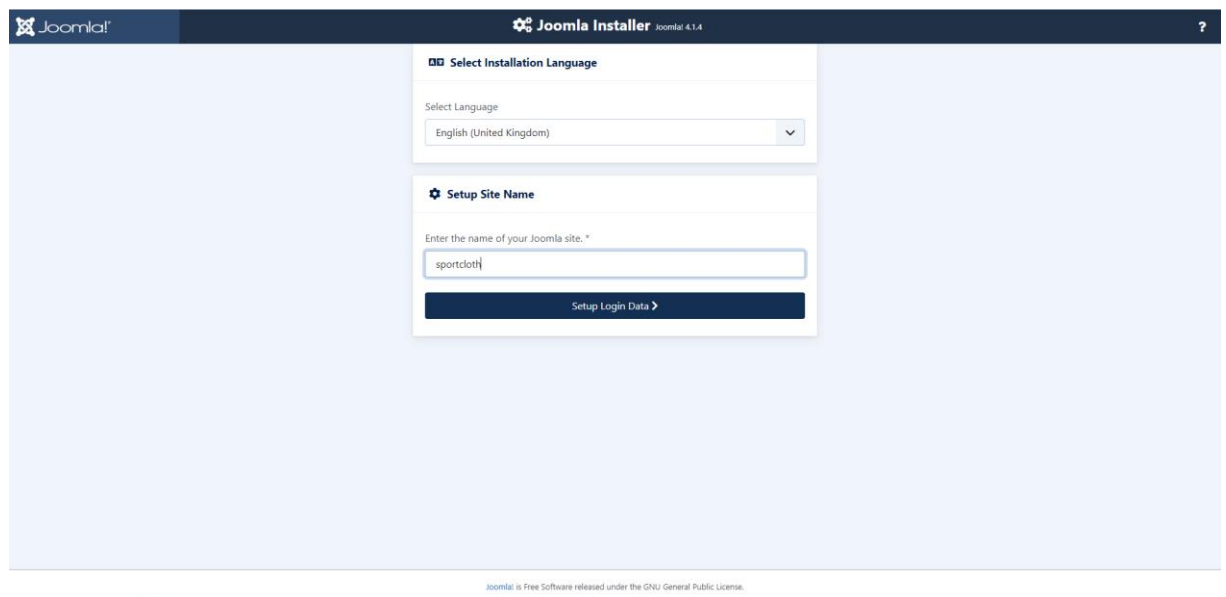 Joomla!
Joomla Installer Joomla! 4.1.4
?
Select Installation Language
Select Language
English (United Kingdom)
Setup Site Name
Enter the name of your Joomla site. *
sportcloth
Setup Login Data
Joomla! is Free Software released under the GNU General Public License.